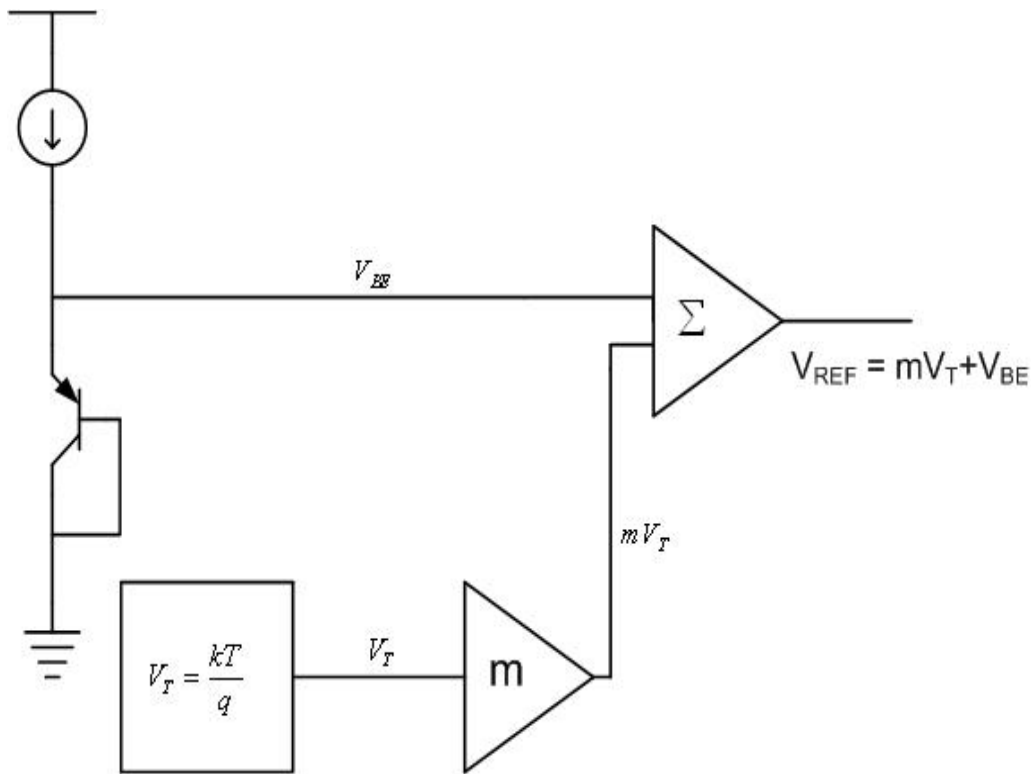 V_BE
Σ
V_REF = mV_T+V_BE
mV_T
V_T = kT/q
V_T
m